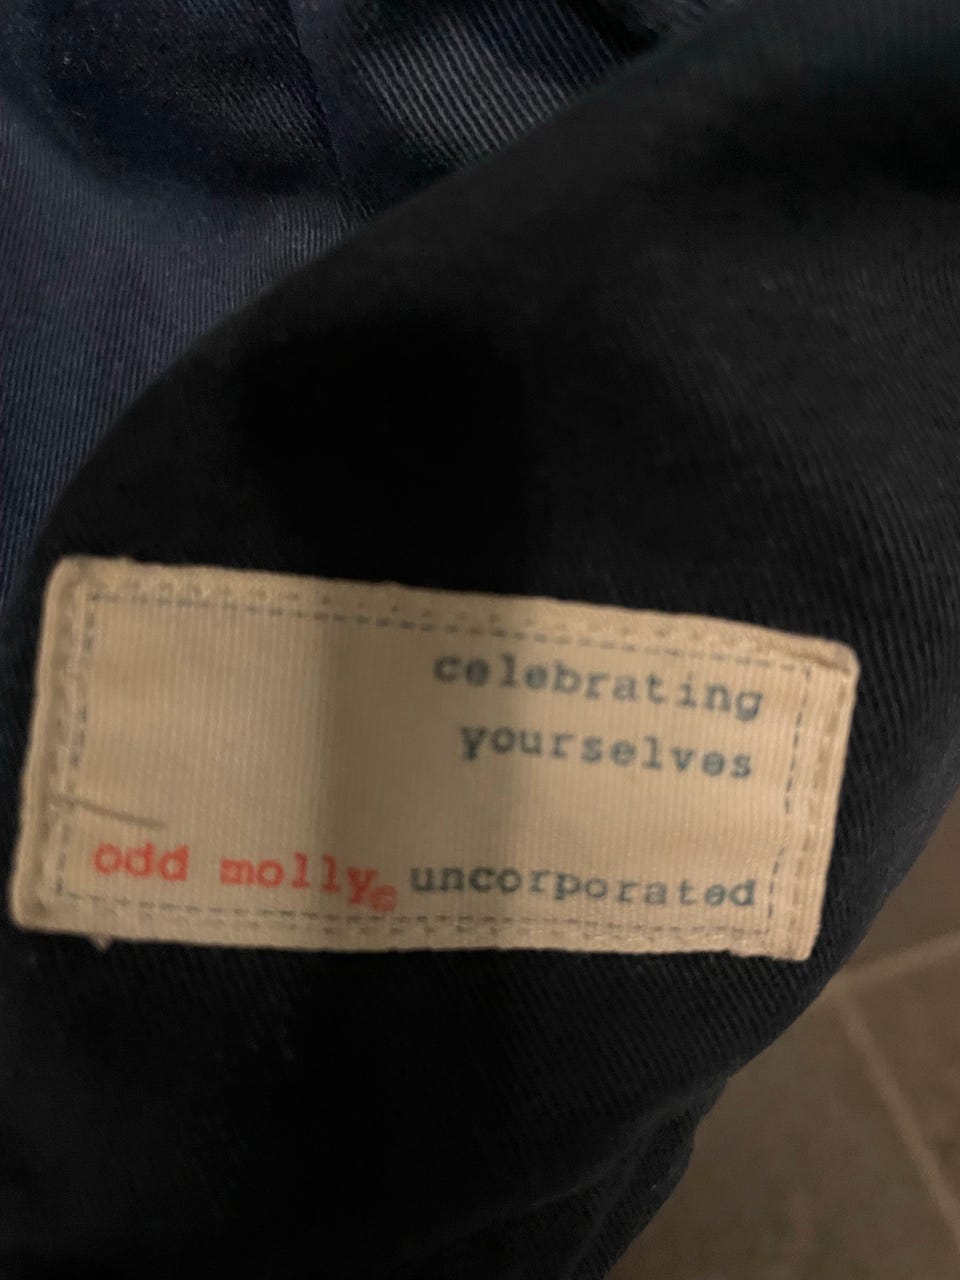 celebrating
yourselves
odd molly© uncorporated